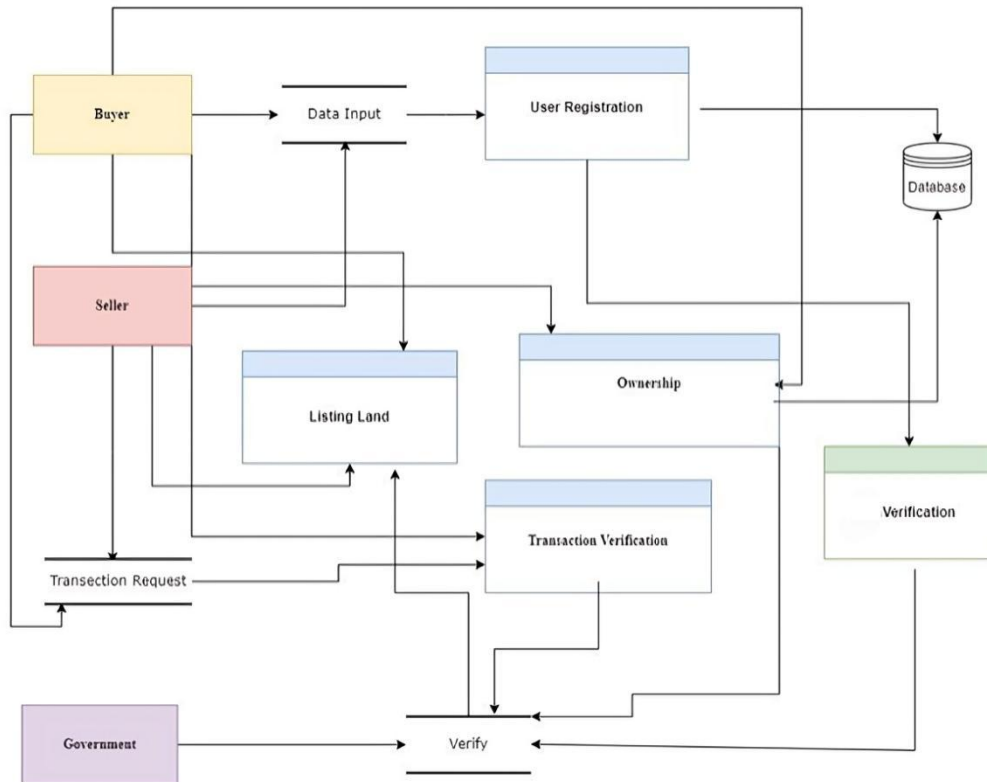 Buyer
Data Input
User Registration
Database
Seller
Ownership
Listing Land
Verification
Transaction Verification
Transection Request
Government
Verify